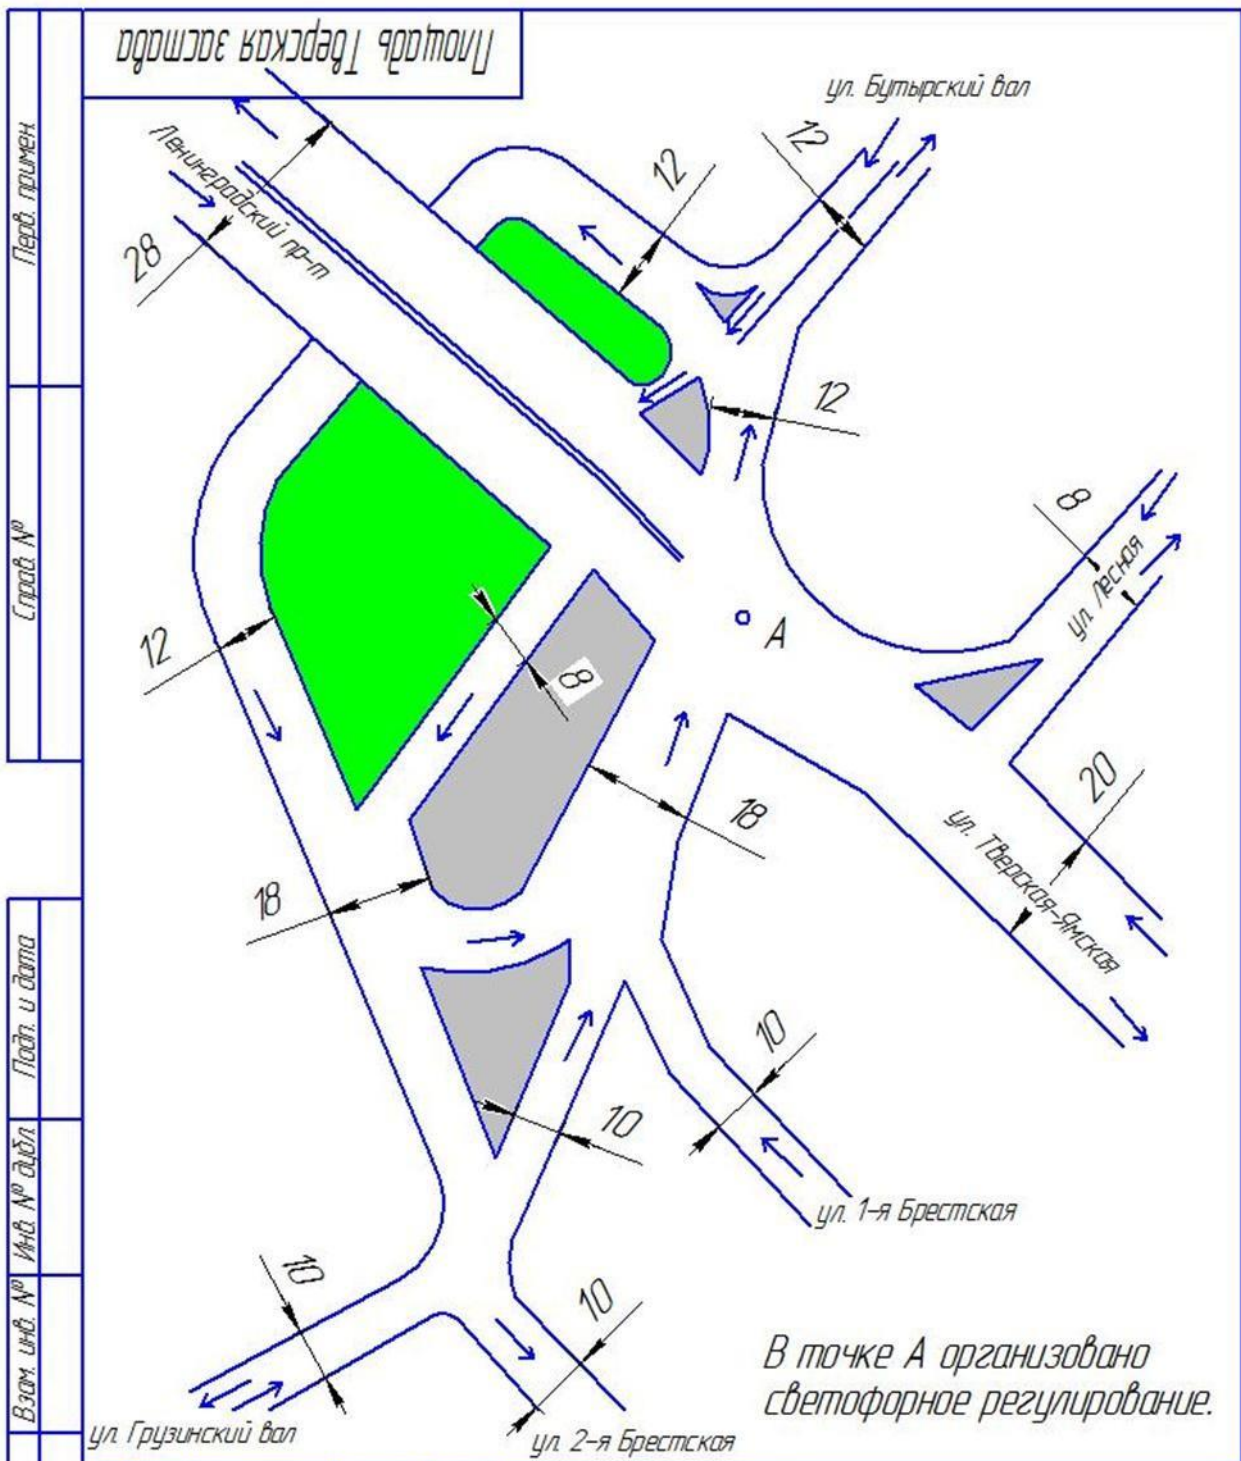 Площадь Тверская застава
ул. Бутырский вал
12
12
Ленинградский пр-т
28
12
8
ул. Лесная
А
12
8
20
18
ул. Тверская-Ямская
18
10
10
ул. 1-я Брестская
10
10
В точке А организовано
светофорное регулирование.
ул. Грузинский вал
ул. 2-я Брестская
Перв. примен.
Справ. №
Подп. и дата
Инв. № дубл.
Взам. инв. №